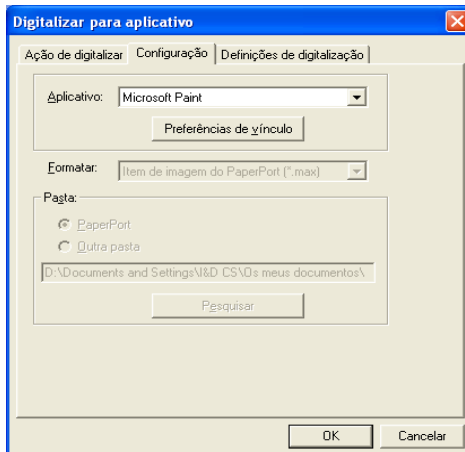 Digitalizar para aplicativo
Ação de digitalizar Configuração Definições de digitalização
Aplicativo: Microsoft Paint
Preferências de vínculo
Formatar: Item de imagem do PaperPort (*.max)
Pasta:
PaperPort
Outra pasta
D:\Documents and Settings\I&D CS\Os meus documentos\
Pesquisar
OK Cancelar